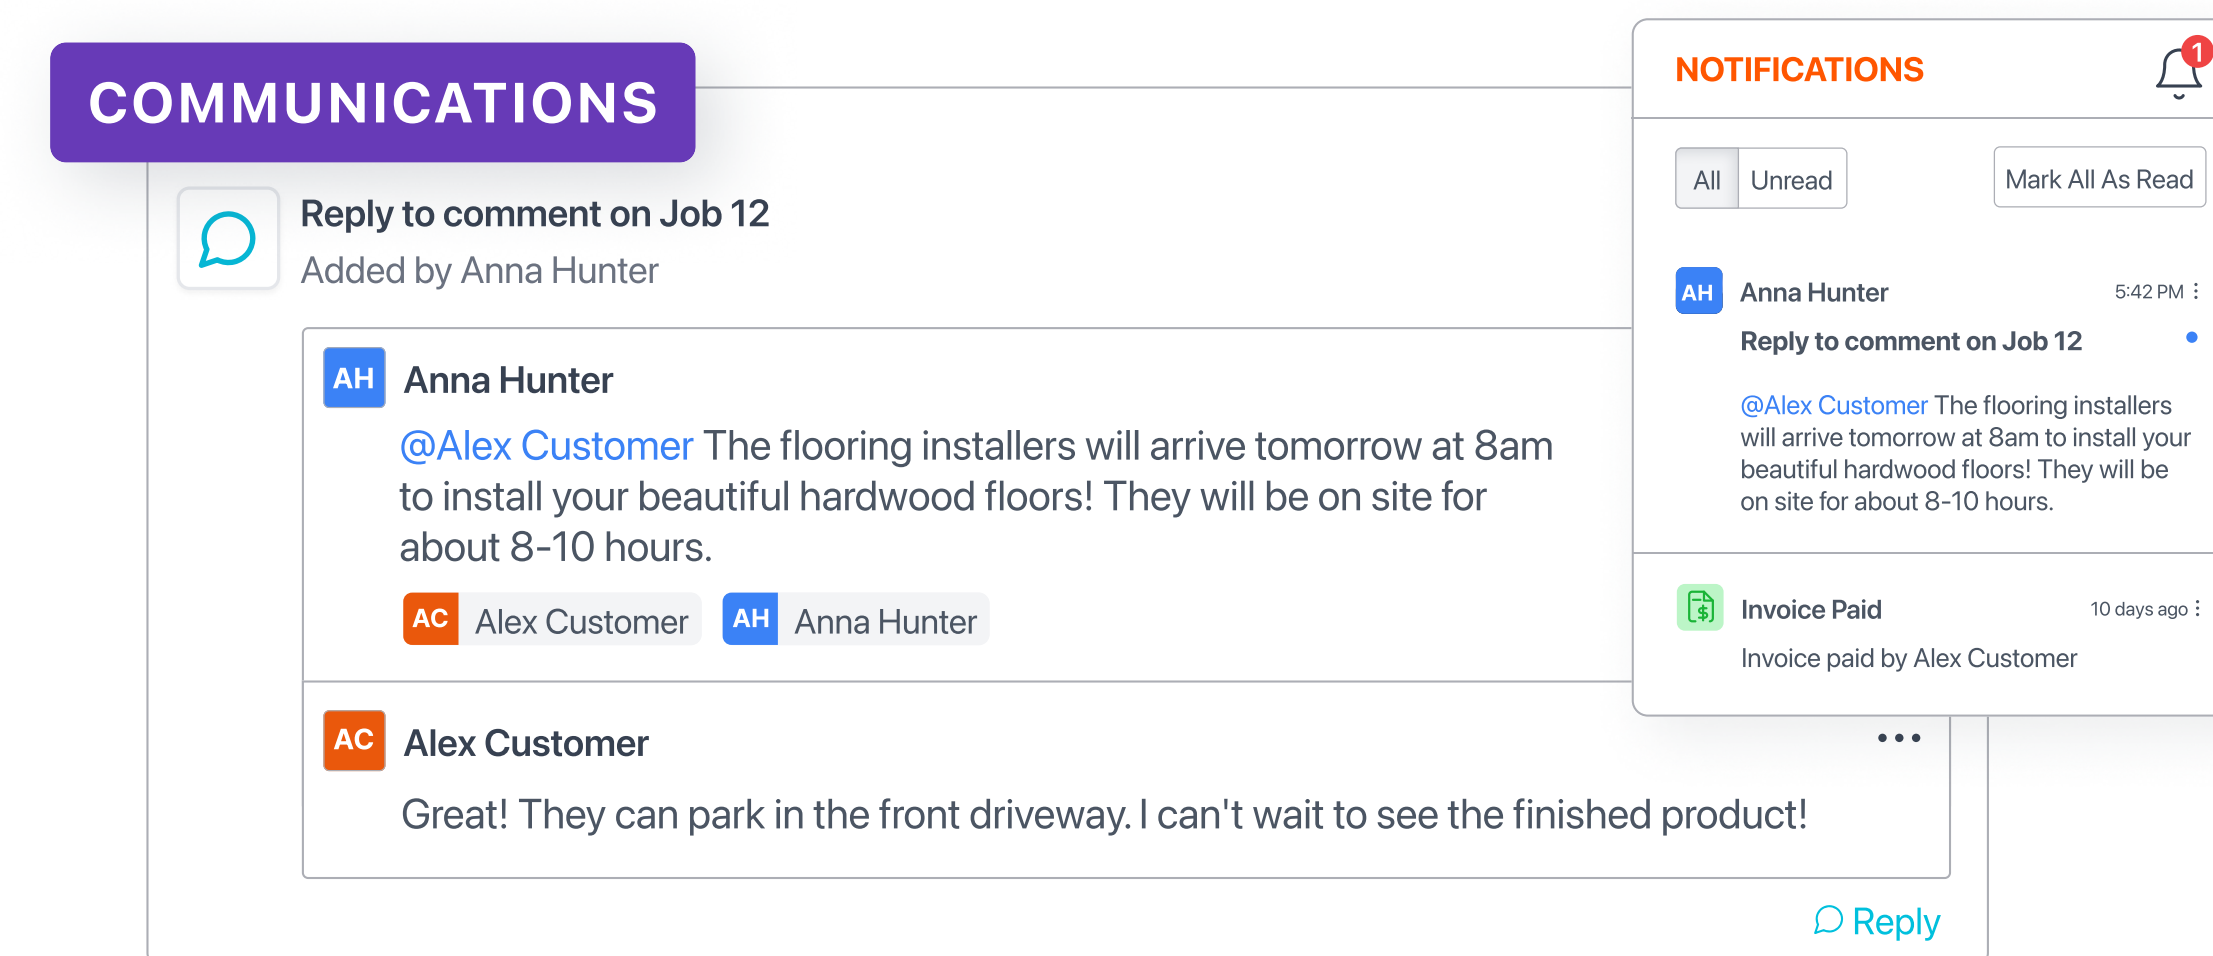 COMMUNICATIONS
Reply to comment on Job 12
Added by Anna Hunter
AH Anna Hunter
@Alex Customer The flooring installers will arrive tomorrow at 8am
to install your beautiful hardwood floors! They will be on site for
about 8-10 hours.
AC Alex Customer AH Anna Hunter
AC Alex Customer
Great! They can park in the front driveway. I can't wait to see the finished product!
Reply
NOTIFICATIONS 1
All Unread Mark All As Read
AH Anna Hunter 5:42 PM
Reply to comment on Job 12
@Alex Customer The flooring installers
will arrive tomorrow at 8am to install your
beautiful hardwood floors! They will be
on site for about 8-10 hours.
$ Invoice Paid 10 days ago
Invoice paid by Alex Customer